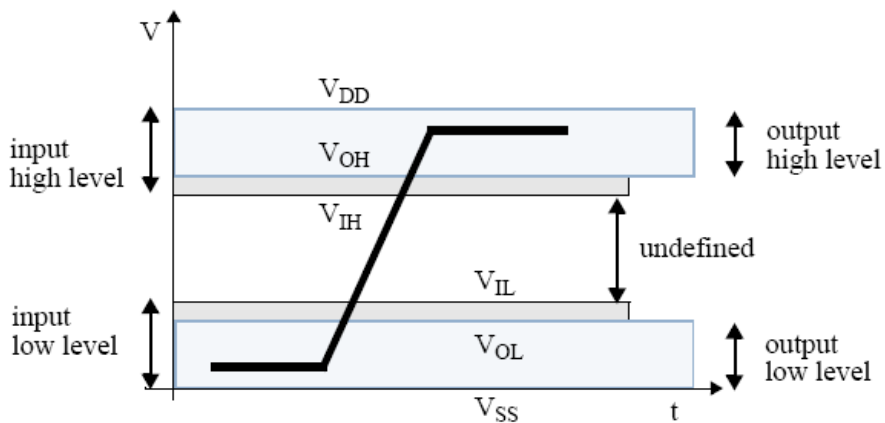 V
V_DD
input
high level
V_OH
output
high level
V_IH
undefined
V_IL
input
low level
V_OL
output
low level
V_SS
t